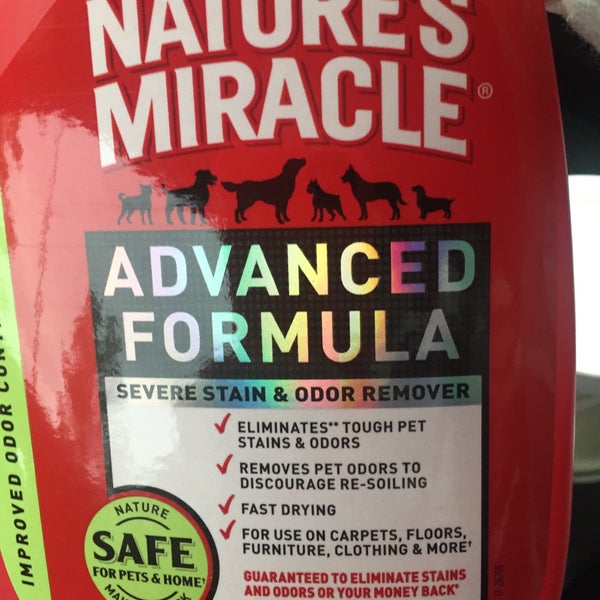 NATURE'S
MIRACLE®
ADVANCED
FORMULA
SEVERE STAIN & ODOR REMOVER
✓ ELIMINATES** TOUGH PET
STAINS & ODORS
✓ REMOVES PET ODORS TO
DISCOURAGE RE-SOILING
✓ FAST DRYING
✓ FOR USE ON CARPETS, FLOORS,
FURNITURE, CLOTHING & MORE†
GUARANTEED TO ELIMINATE STAINS
AND ODORS OR YOUR MONEY BACK*
NATURE
SAFE
FOR PETS & HOME†
IMPROVED ODOR